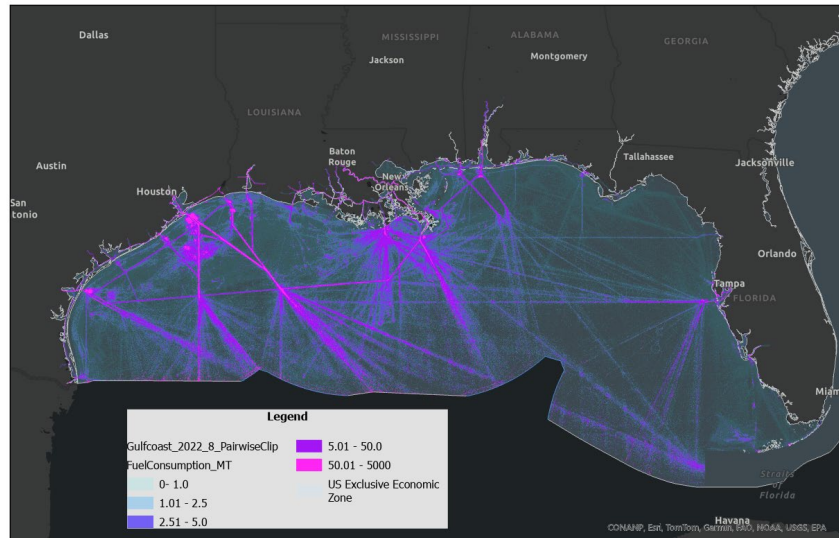 Dallas
MISSISSIPPI
ALABAMA
GEORGIA
Jackson
Montgomery
LOUISIANA
Austin
Baton
Rouge
New
Orleans
Tallahassee
Jacksonville
Houston
San
tonio
Orlando
Tampa
FLORIDA
Miam
Legend
Gulfcoast_2022_8_PairwiseClip
FuelConsumption_MT
0- 1.0
1.01 - 2.5
2.51 - 5.0
5.01 - 50.0
50.01 - 5000
US Exclusive Economic
Zone
Straits
of
Florida
Havana
CONANP, Esri, TomTom, Garmin, FAO, NOAA, USGS, EPA